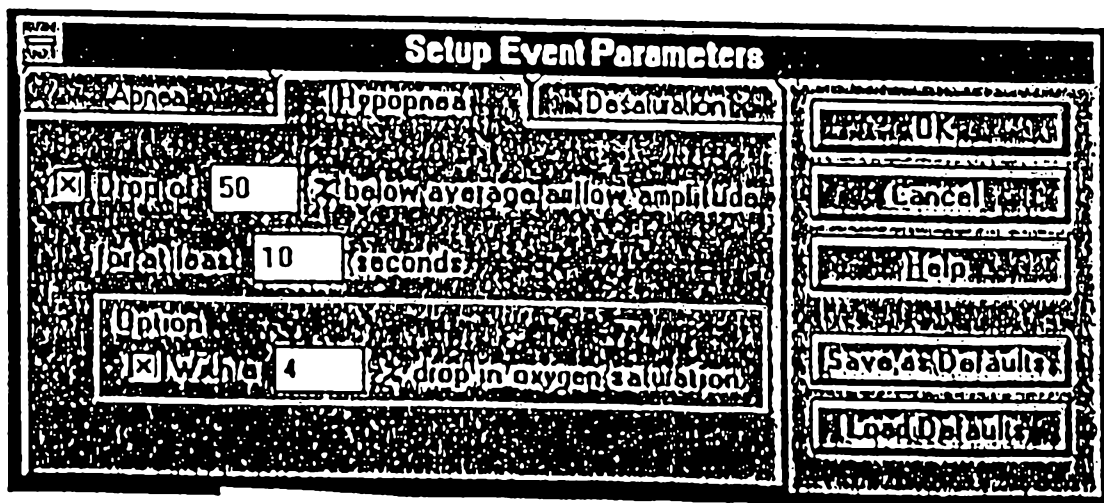 Setup Event Parameters
Apnea Hypopnea Desaturation
OK
Drop of 50 % below average airflow amplitude
Cancel
for at least 10 seconds
Help
Option
With a 4 % drop in oxygen saturation
Save as Defaults
Load Defaults